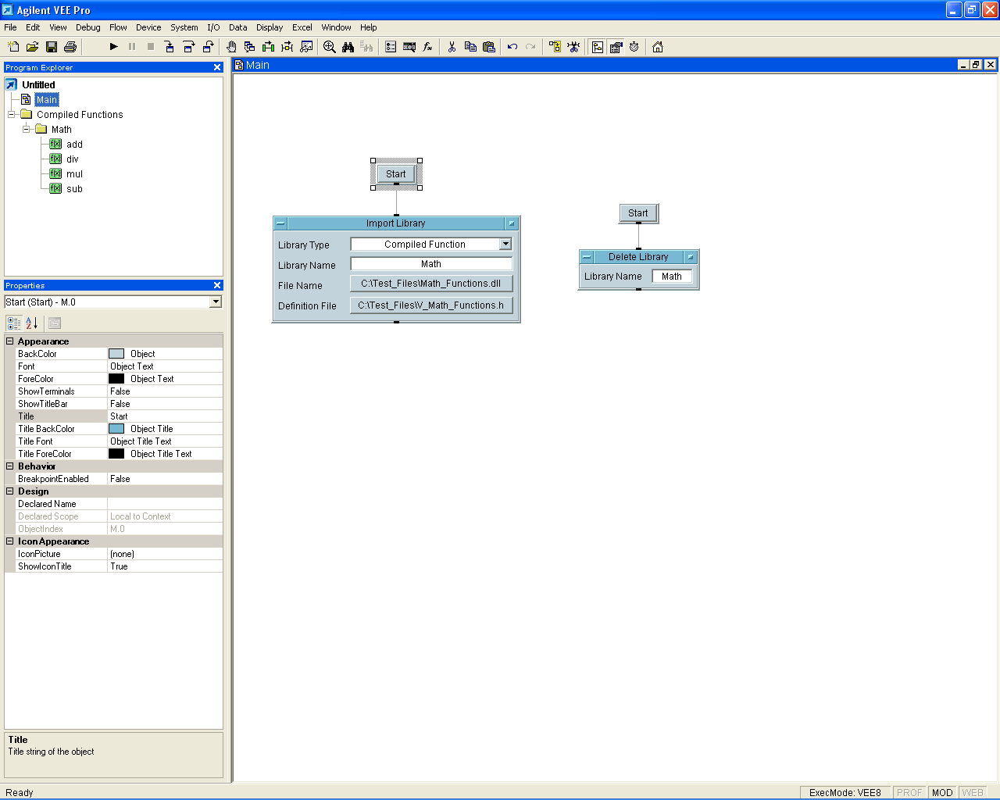 Agilent VEE Pro
File Edit View Debug Flow Device System I/O Data Display Excel Window Help
Program Explorer
Untitled
Main
Compiled Functions
Math
f(x) add
f(x) div
f(x) mul
f(x) sub
Properties
Start (Start) - M.0
Appearance
BackColor Object
Font Object Text
ForeColor Object Text
ShowTerminals False
ShowTitleBar False
Title Start
Title BackColor Object Title
Title Font Object Title Text
Title ForeColor Object Title Text
Behavior
BreakpointEnabled False
Design
Declared Name
Declared Scope Local to Context
ObjectIndex M.0
Icon Appearance
IconPicture (none)
ShowIconTitle True
Title
Title string of the object
Main
Start
Import Library
Library Type Compiled Function
Library Name Math
File Name C:\Test_Files\Math_Functions.dll
Definition File C:\Test_Files\V_Math_Functions.h
Start
Delete Library
Library Name Math
Ready
ExecMode: VEE8 PROF MOD WEB